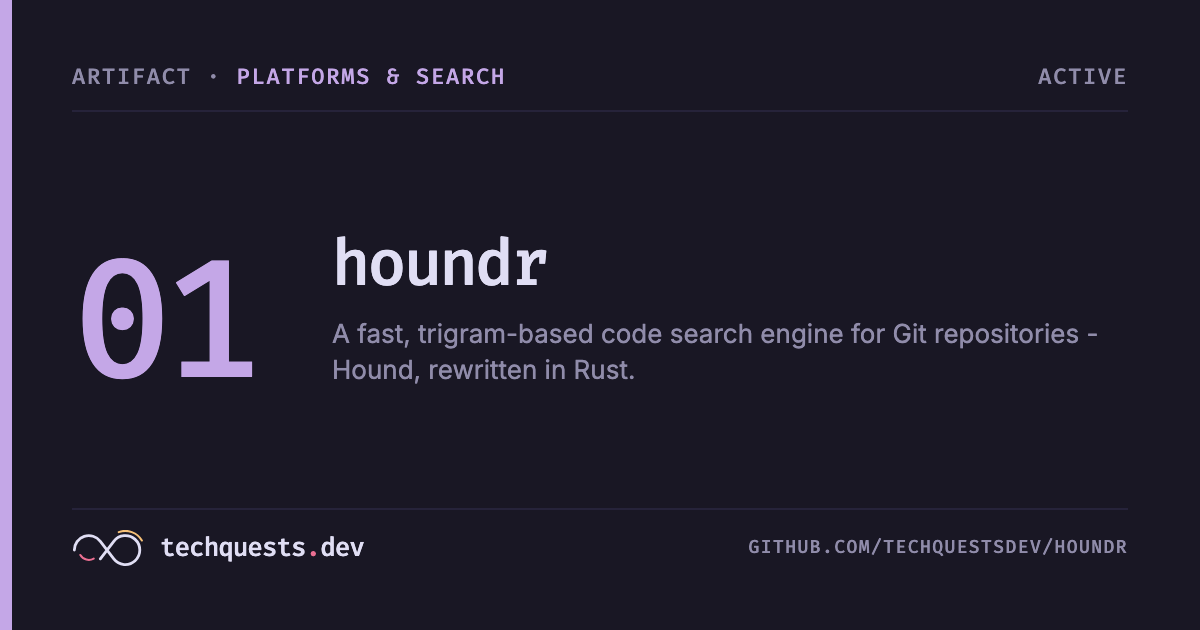 ARTIFACT · PLATFORMS & SEARCH
ACTIVE
01
houndr
A fast, trigram-based code search engine for Git repositories -
Hound, rewritten in Rust.
techquests.dev
GITHUB.COM/TECHQUESTSDEV/HOUNDR